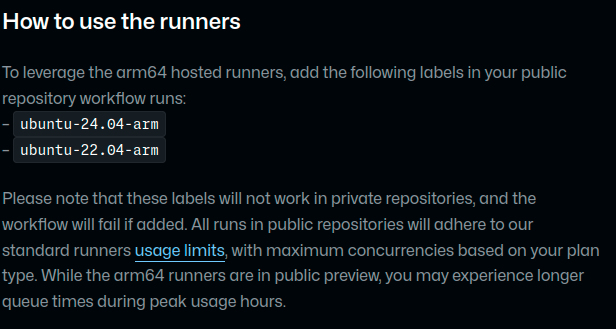 How to use the runners
To leverage the arm64 hosted runners, add the following labels in your public
repository workflow runs:
– ubuntu-24.04-arm
– ubuntu-22.04-arm
Please note that these labels will not work in private repositories, and the
workflow will fail if added. All runs in public repositories will adhere to our
standard runners usage limits, with maximum concurrencies based on your plan
type. While the arm64 runners are in public preview, you may experience longer
queue times during peak usage hours.